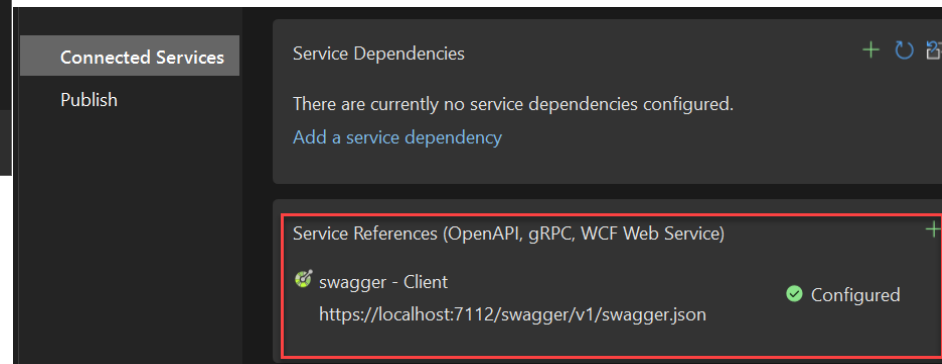 Connected Services
Publish
Service Dependencies
There are currently no service dependencies configured.
Add a service dependency
Service References (OpenAPI, gRPC, WCF Web Service)
swagger - Client
https://localhost:7112/swagger/v1/swagger.json
Configured